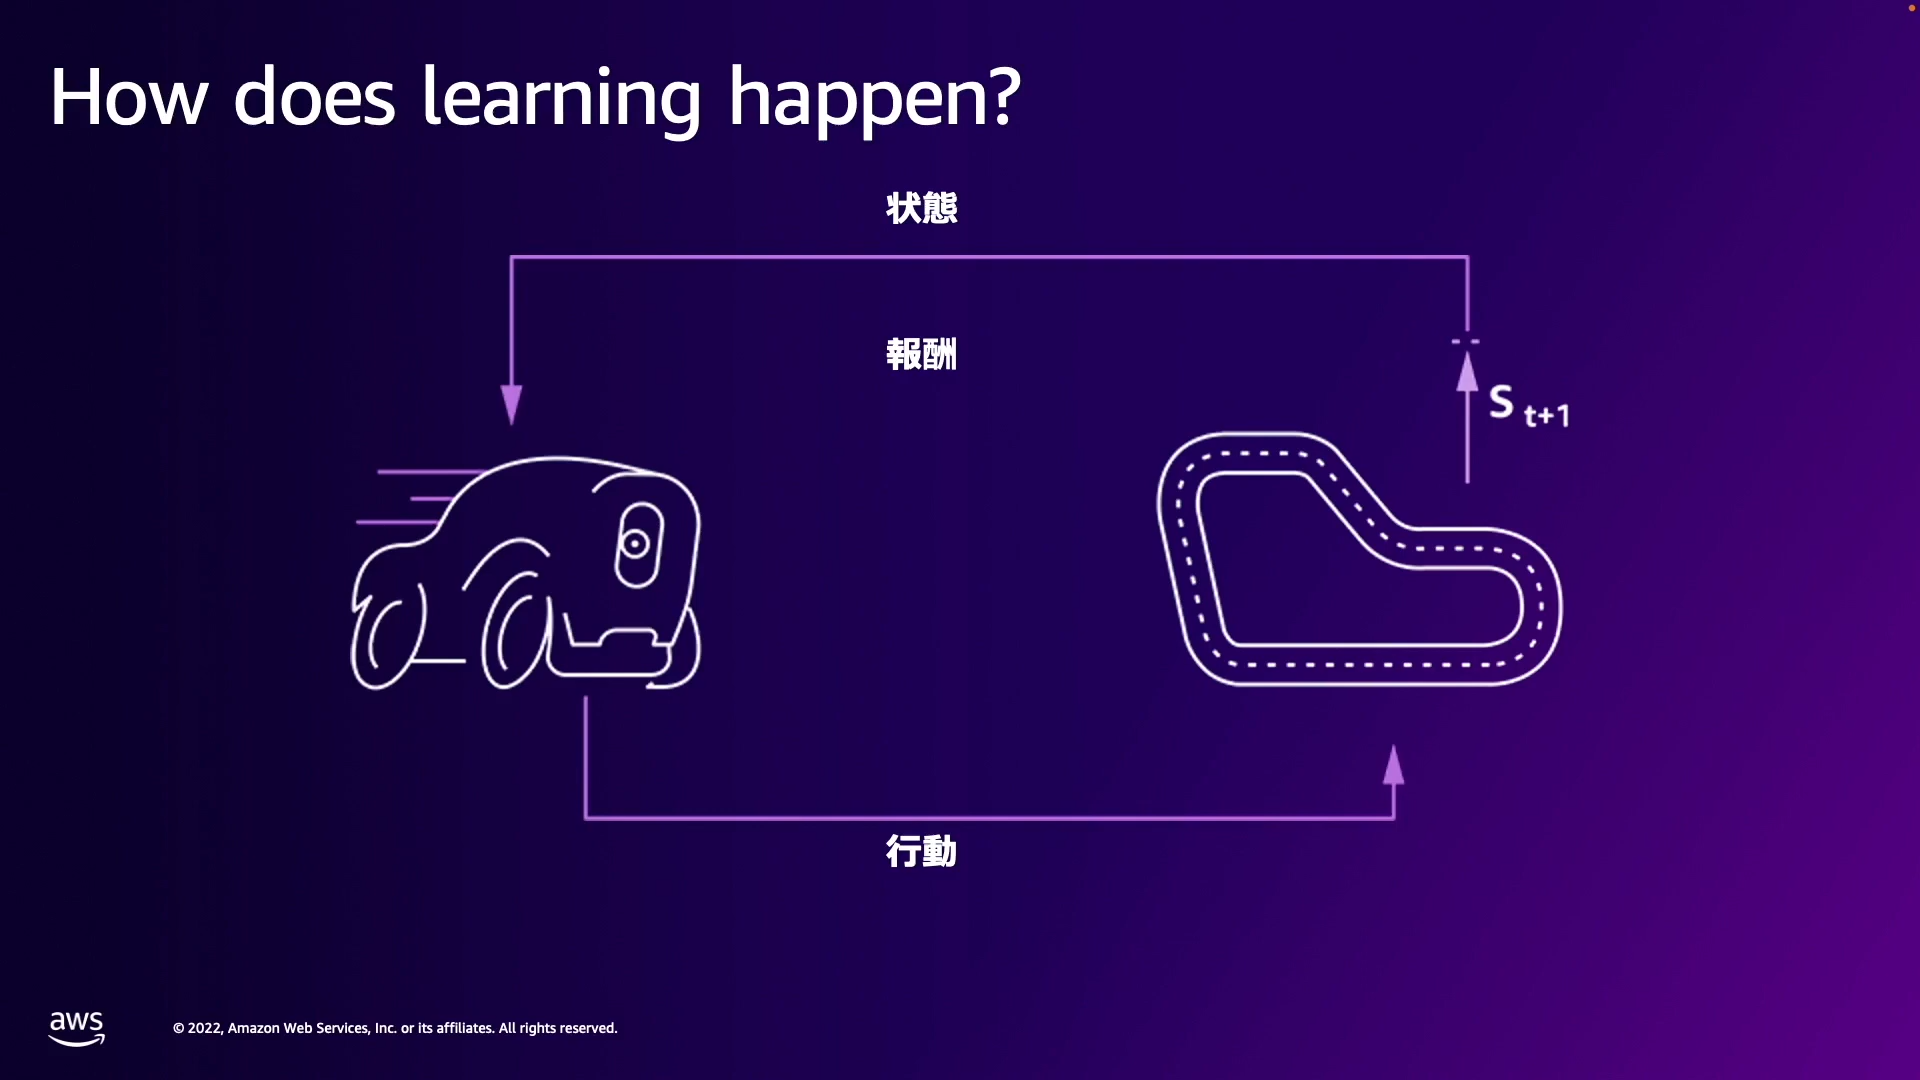 How does learning happen?
状態
報酬
S t+1
行動
aws
© 2022, Amazon Web Services, Inc. or its affiliates. All rights reserved.